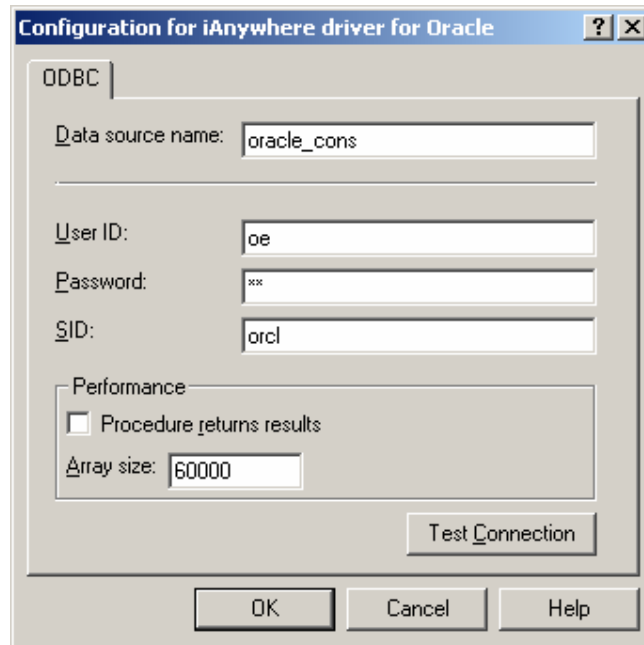 Configuration for iAnywhere driver for Oracle
ODBC
Data source name: oracle_cons
User ID: oe
Password: **
SID: orcl
Performance
Procedure returns results
Array size: 60000
Test Connection
OK Cancel Help